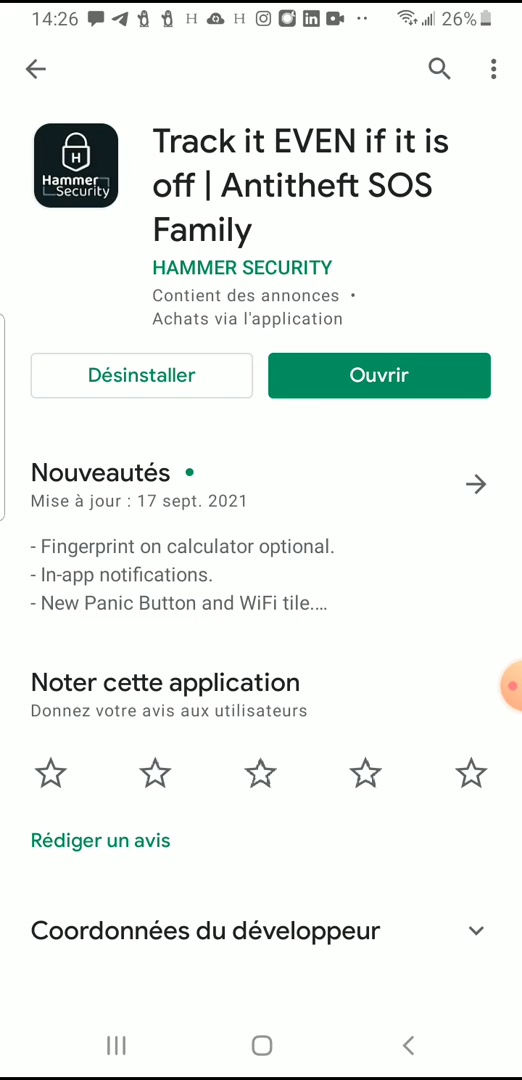 14:26 26%
H
Hammer
Security
Track it EVEN if it is
off | Antitheft SOS
Family
HAMMER SECURITY
Contient des annonces •
Achats via l'application
Désinstaller
Ouvrir
Nouveautés •
Mise à jour : 17 sept. 2021
- Fingerprint on calculator optional.
- In-app notifications.
- New Panic Button and WiFi tile....
Noter cette application
Donnez votre avis aux utilisateurs
Rédiger un avis
Coordonnées du développeur